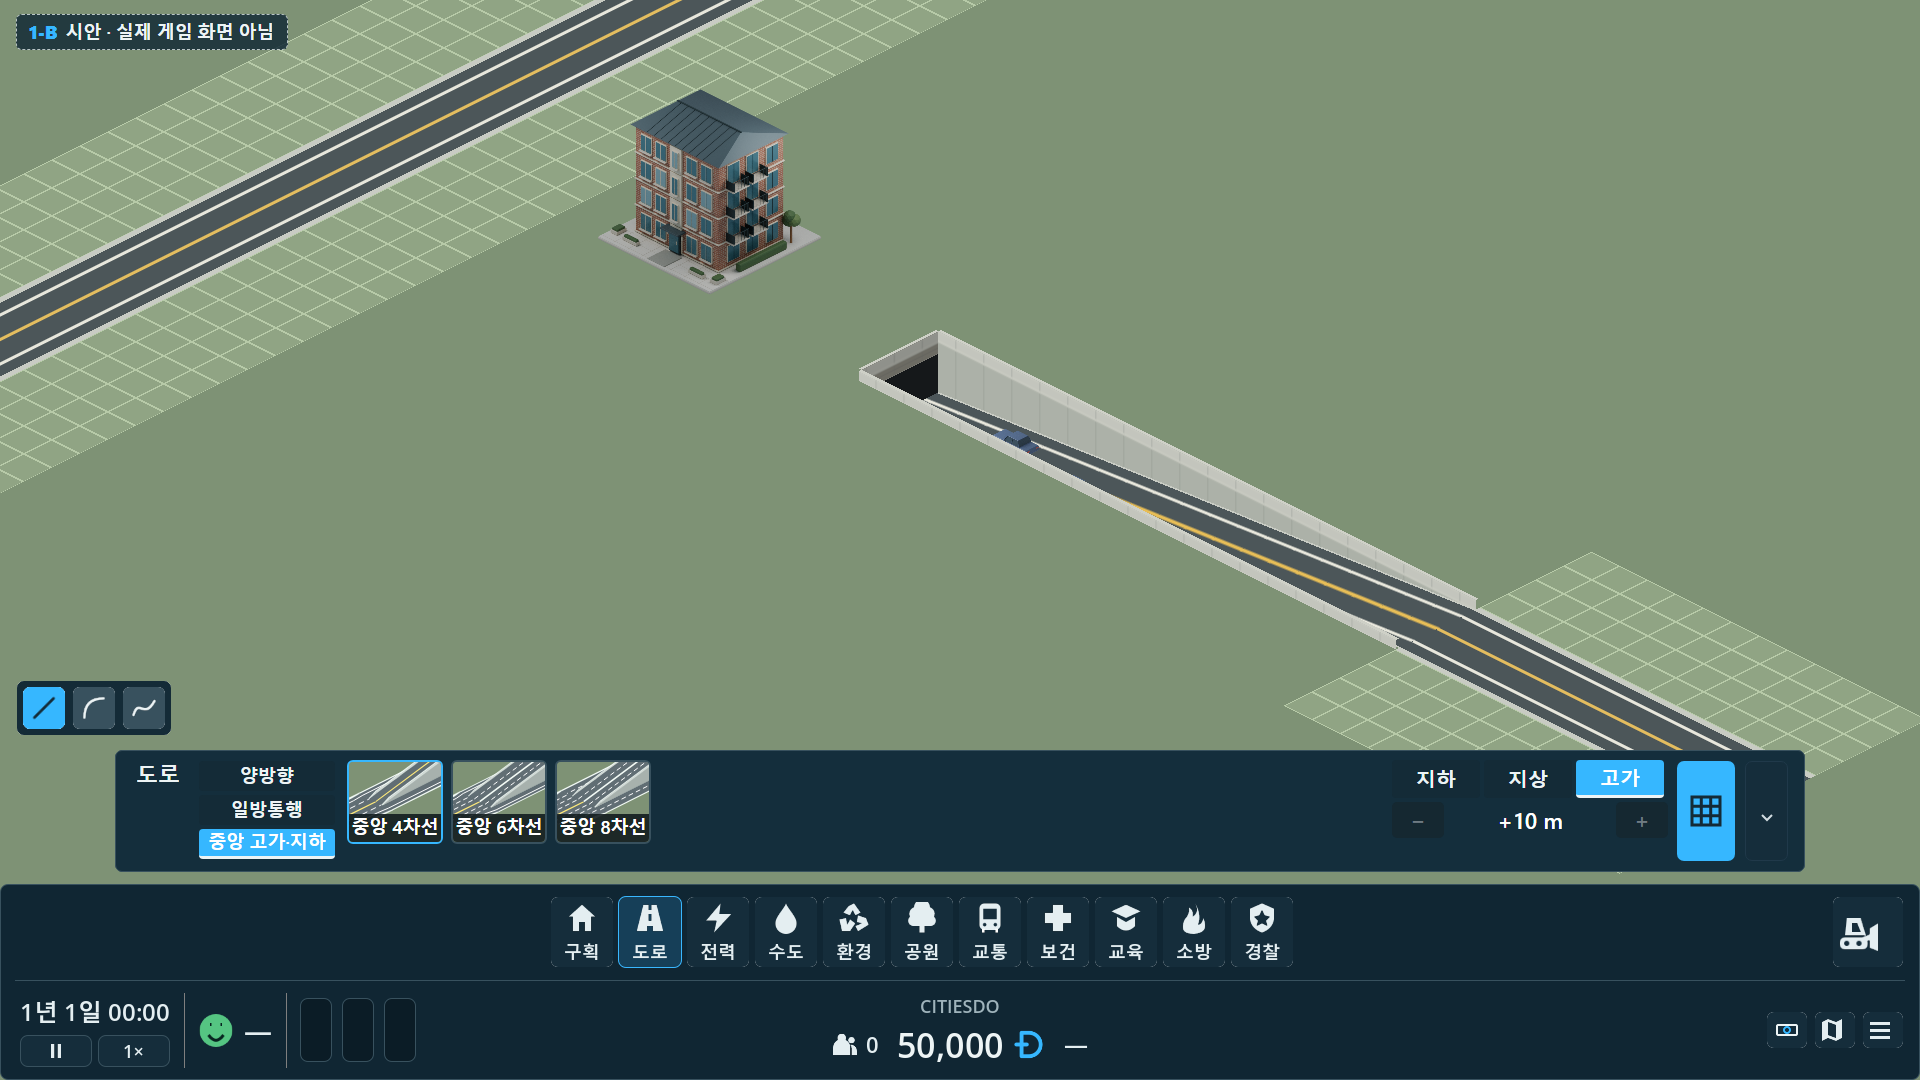 1-B 시안 · 실제 게임 화면 아님
도로
양방향
일방통행
중앙 고가·지하
중앙 4차선
중앙 6차선
중앙 8차선
지하
지상
고가
− +10 m +
구획
도로
전력
수도
환경
공원
교통
보건
교육
소방
경찰
1년 1일 00:00
1×
—
CITIESDO
0 50,000 —